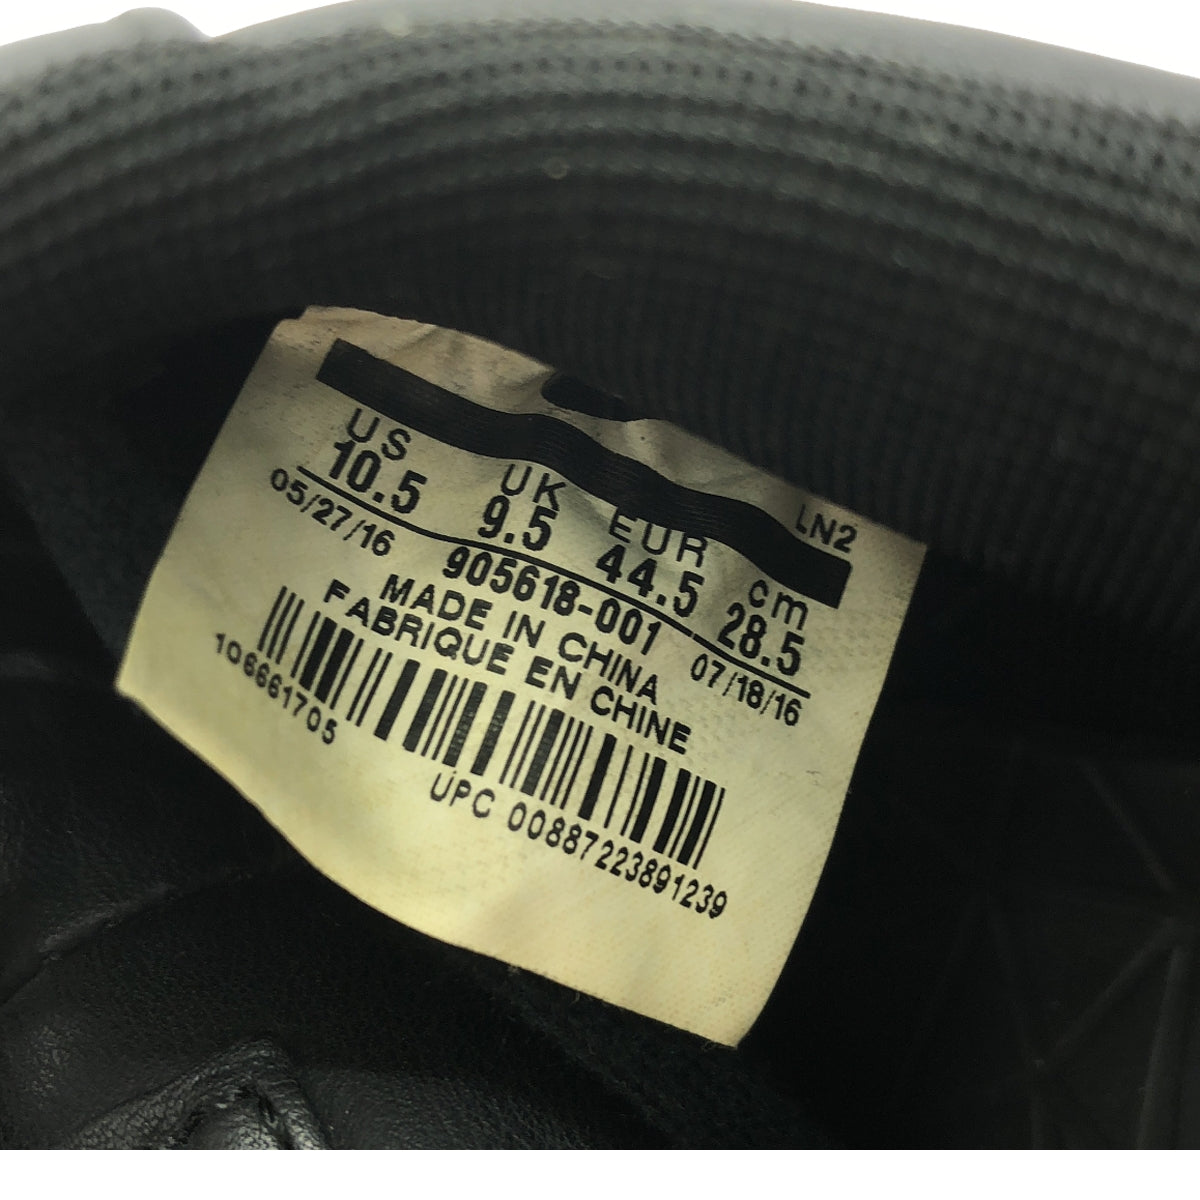 LN2
US UK EUR cm
10.5 9.5 44.5 28.5
05/27/16 905618-001 07/18/16
MADE IN CHINA
FABRIQUE EN CHINE
1066661705
UPC 00887223891239